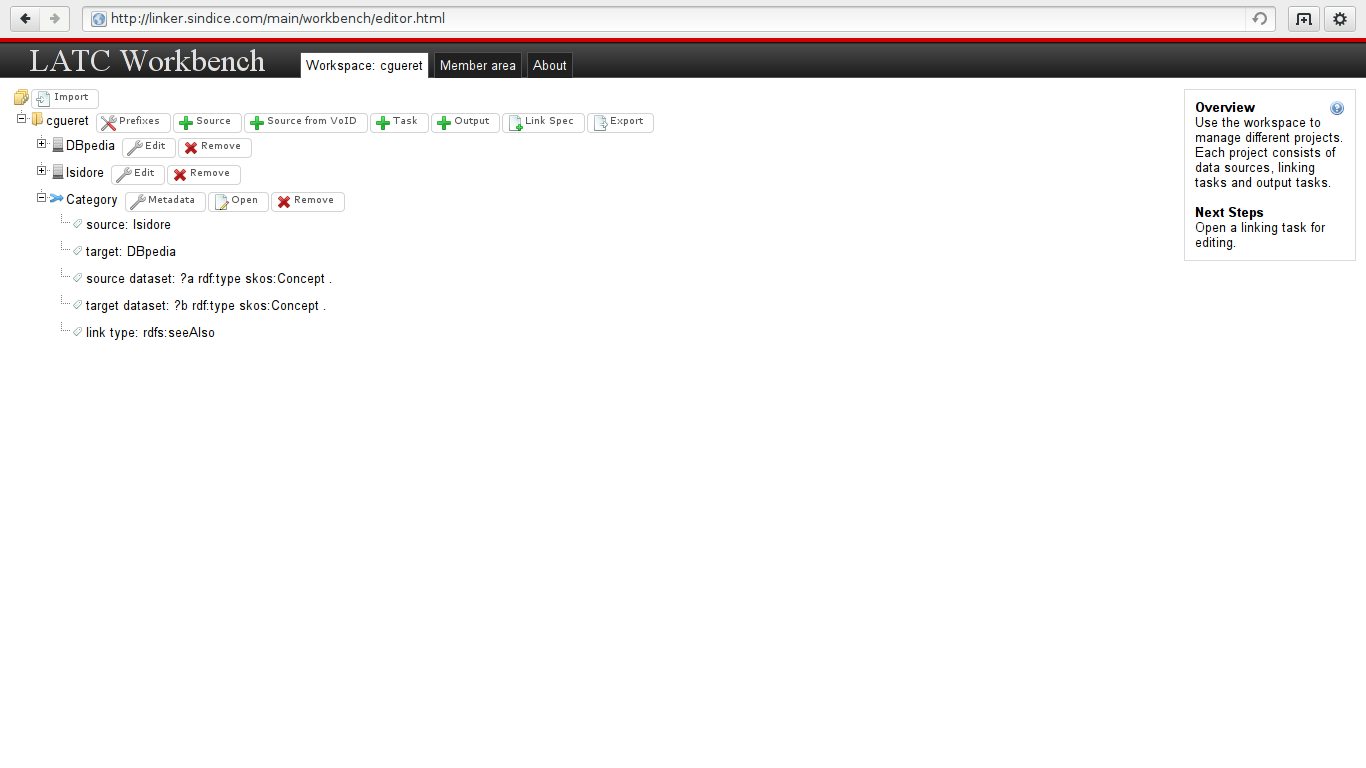 http://linker.sindice.com/main/workbench/editor.html
LATC Workbench
Workspace: cgueret
Member area
About
Import
cgueret Prefixes Source Source from VoID Task Output Link Spec Export
DBpedia Edit Remove
Isidore Edit Remove
Category Metadata Open Remove
source: Isidore
target: DBpedia
source dataset: ?a rdf:type skos:Concept .
target dataset: ?b rdf:type skos:Concept .
link type: rdfs:seeAlso
Overview
Use the workspace to
manage different projects.
Each project consists of
data sources, linking
tasks and output tasks.
Next Steps
Open a linking task for
editing.